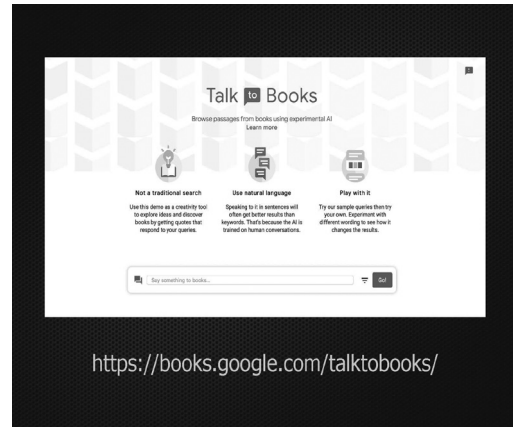 Talk to Books
Browse passages from books using experimental AI
Learn more
Not a traditional search
Use this demo as a creativity tool
to explore ideas and discover
books by getting quotes that
respond to your queries.
Use natural language
Speaking to it in sentences will
often get better results than
keywords. That's because the AI is
trained on human conversations.
Play with it
Try our sample queries then try
your own. Experiment with
different wording to see how it
changes the results.
Say something to books...
Go!
https://books.google.com/talktobooks/